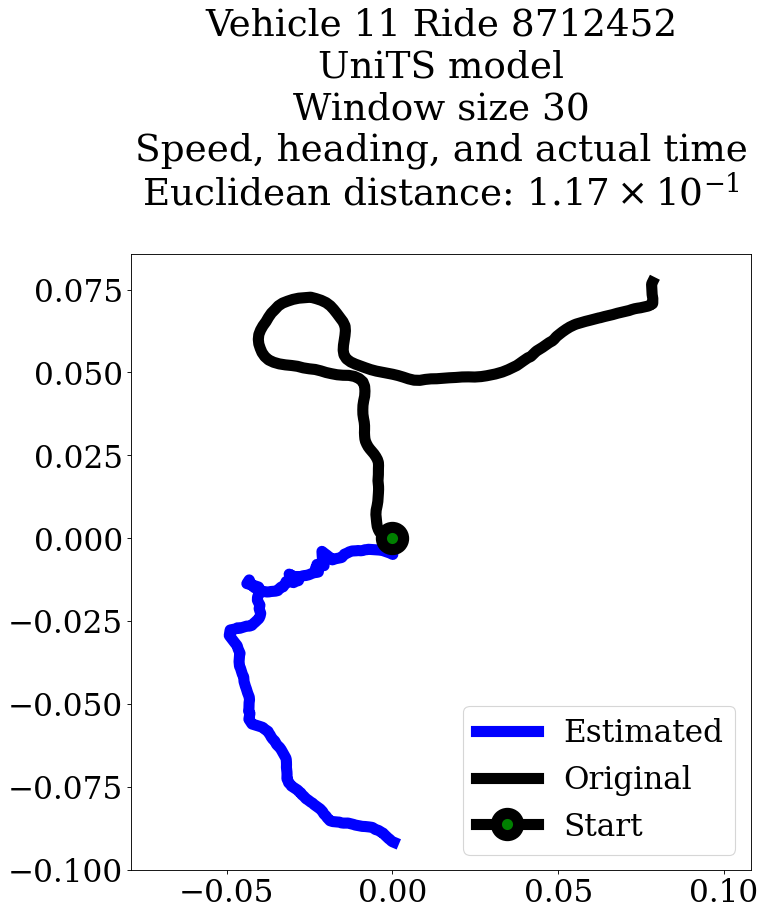 Vehicle 11 Ride 8712452
UniTS model
Window size 30
Speed, heading, and actual time
Euclidean distance: 1.17 × 10⁻¹
0.075
0.050
0.025
0.000
−0.025
−0.050
−0.075
−0.100
−0.05
0.00
0.05
0.10
Estimated
Original
Start